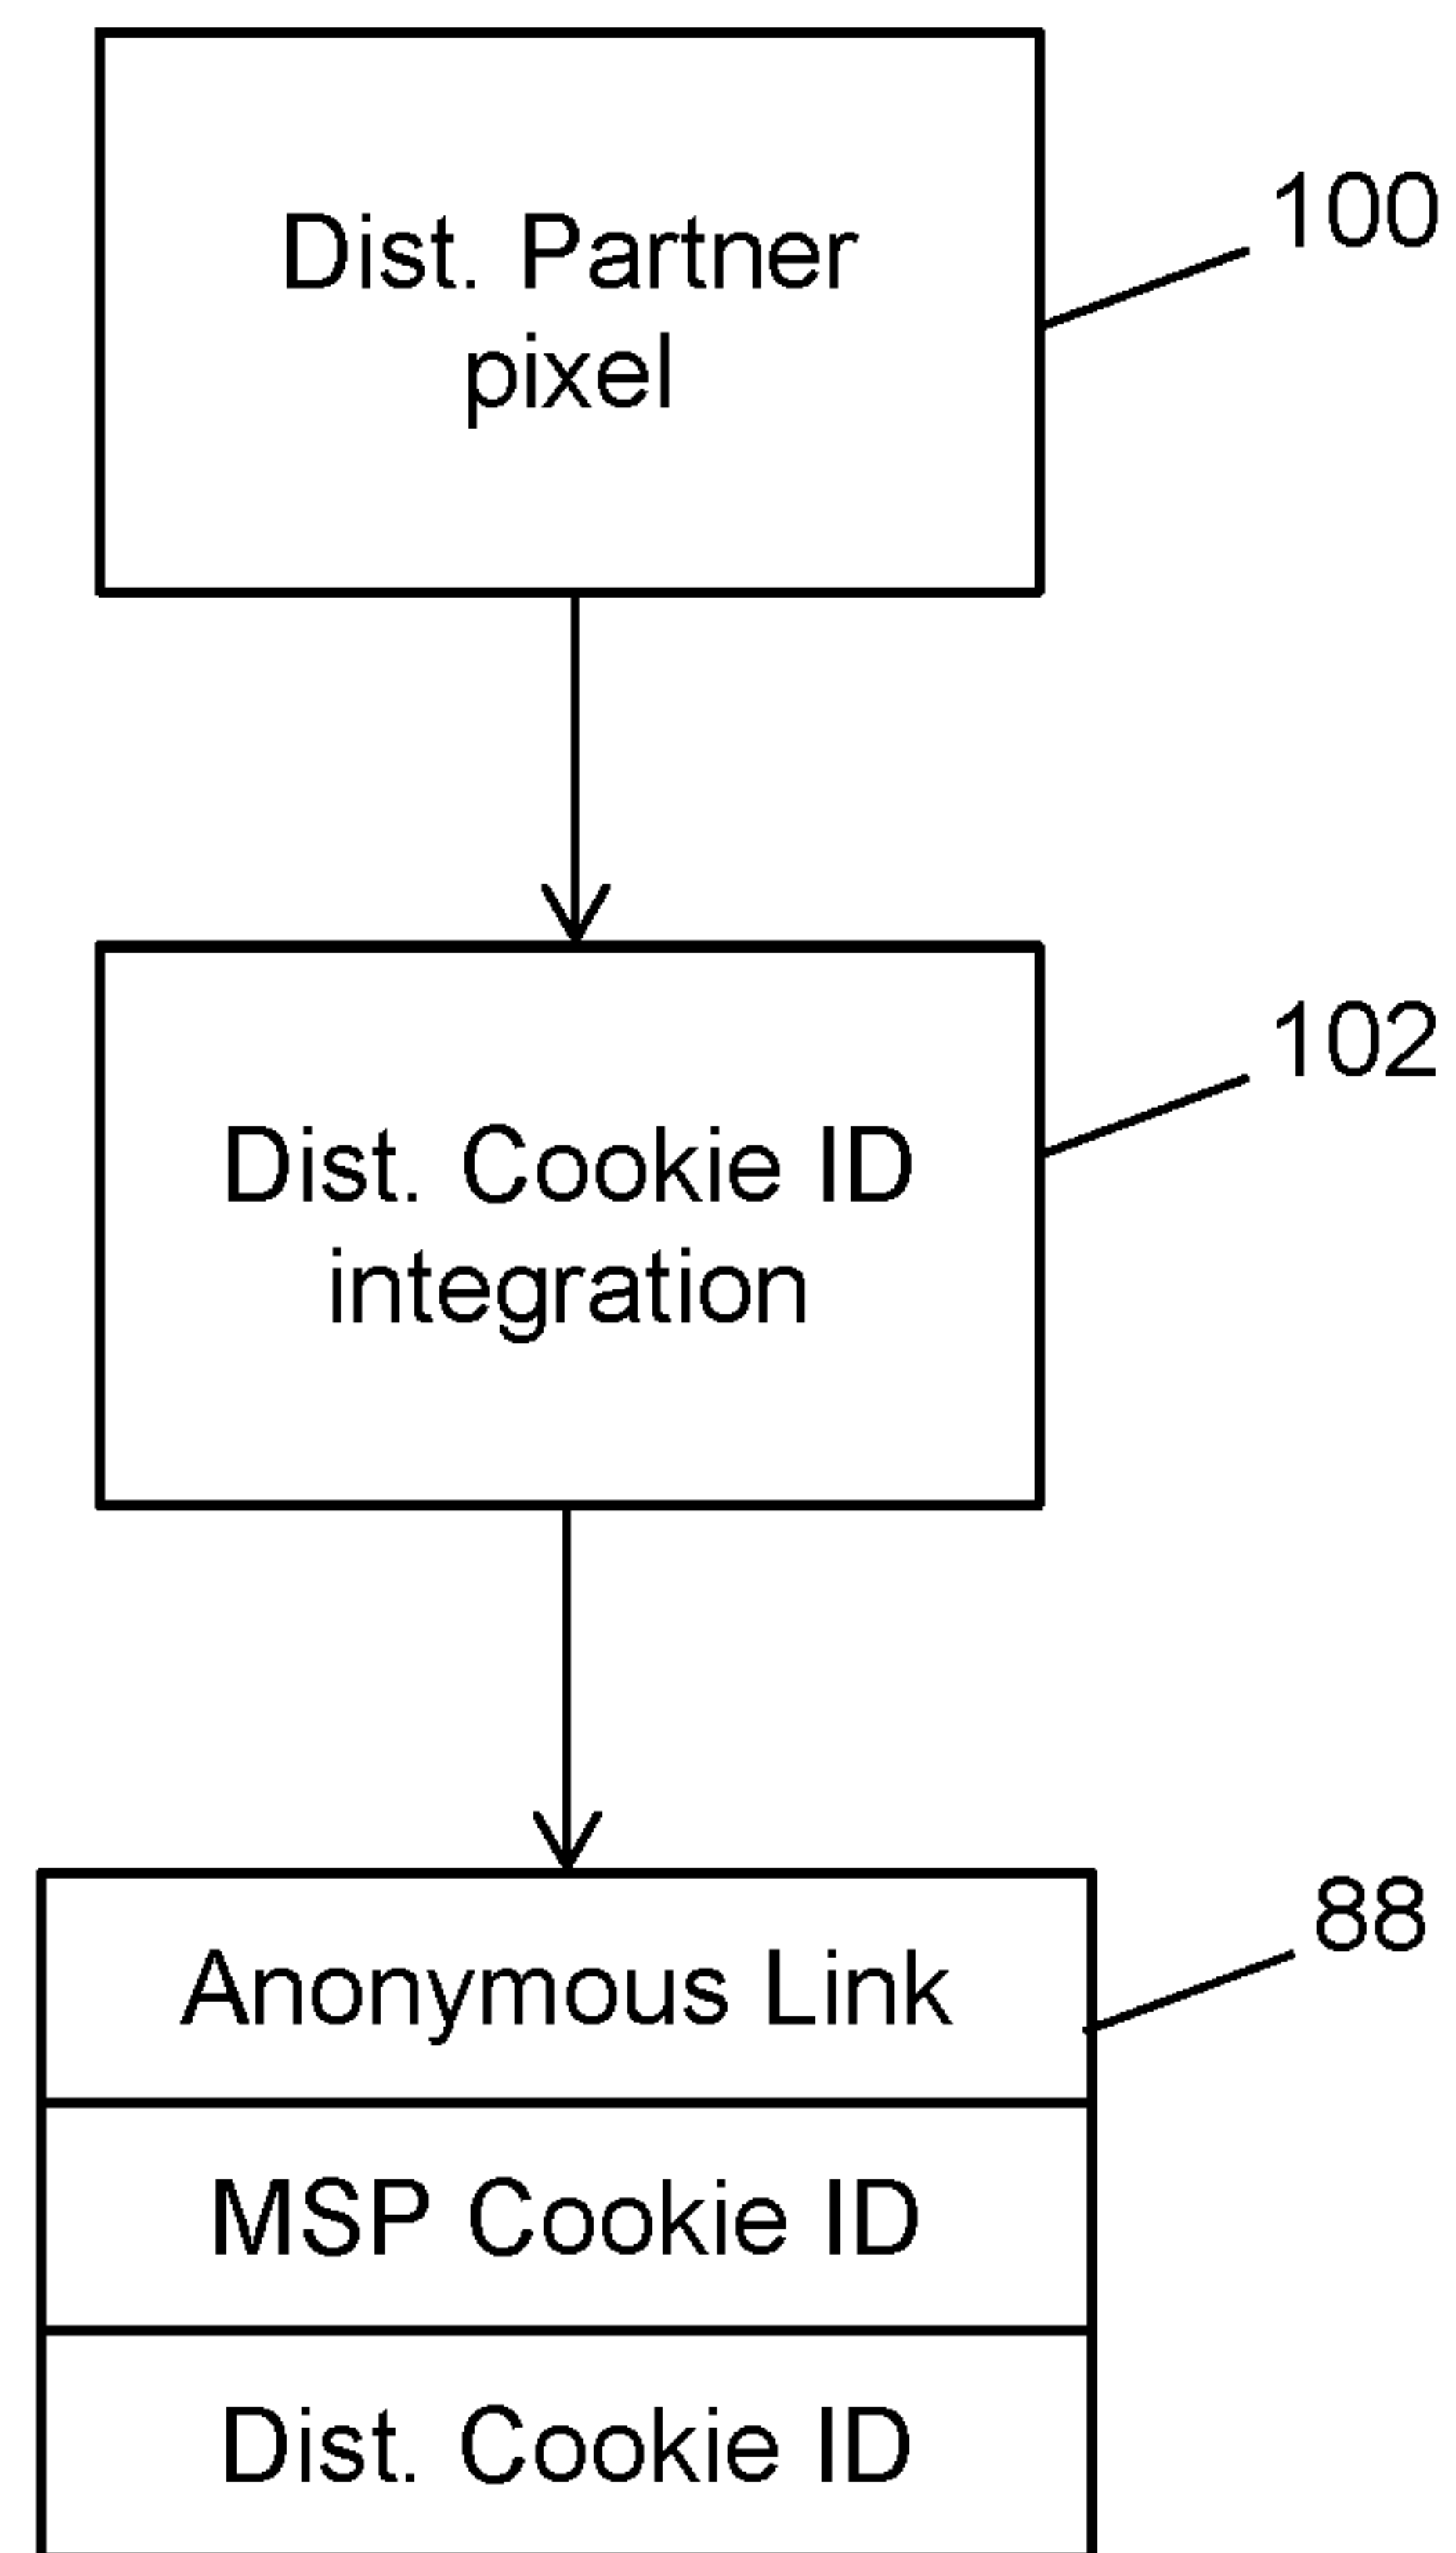 Dist. Partner
pixel
100
Dist. Cookie ID
integration
102
Anonymous Link
88
MSP Cookie ID
Dist. Cookie ID